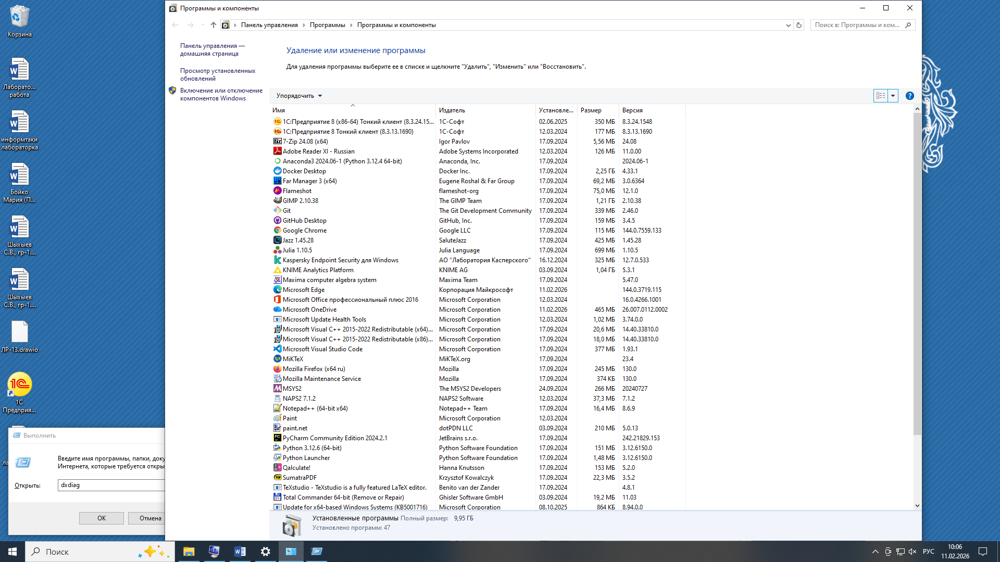 Корзина
Лаборато...
работа
информтаки
лабораторка
Бойко
Мария (П...
Шыхыев
С.В., гр-1....
Шыхыев
С.В., гр-1....
ЛР-13.drawio
1С
Предприя...
Программы и компоненты
Панель управления
Программы
Программы и компоненты
Поиск в: Программы и ком...
Панель управления —
домашняя страница
Просмотр установленных
обновлений
Включение или отключение
компонентов Windows
Удаление или изменение программы
Для удаления программы выберите ее в списке и щелкните "Удалить", "Изменить" или "Восстановить".
Упорядочить
Имя Издатель Установле... Размер Версия
1С:Предприятие 8 (x86-64) Тонкий клиент (8.3.24.15... 1С-Софт 02.06.2025 350 МБ 8.3.24.1548
1С:Предприятие 8 Тонкий клиент (8.3.13.1690) 1С-Софт 12.03.2024 177 МБ 8.3.13.1690
7-Zip 24.08 (x64) Igor Pavlov 17.09.2024 5,56 МБ 24.08
Adobe Reader XI - Russian Adobe Systems Incorporated 12.03.2024 126 МБ 11.0.00
Anaconda3 2024.06-1 (Python 3.12.4 64-bit) Anaconda, Inc. 17.09.2024 2024.06-1
Docker Desktop Docker Inc. 17.09.2024 2,25 ГБ 4.33.1
Far Manager 3 (x64) Eugene Roshal & Far Group 17.09.2024 69,2 МБ 3.0.6364
Flameshot flameshot-org 17.09.2024 75,0 МБ 12.1.0
GIMP 2.10.38 The GIMP Team 17.09.2024 1,21 ГБ 2.10.38
Git The Git Development Community 17.09.2024 339 МБ 2.46.0
GitHub Desktop GitHub, Inc. 17.09.2024 159 МБ 3.4.5
Google Chrome Google LLC 17.09.2024 115 МБ 144.0.7559.133
Jazz 1.45.28 SaluteJazz 17.09.2024 425 МБ 1.45.28
Julia 1.10.5 Julia Language 17.09.2024 699 МБ 1.10.5
Kaspersky Endpoint Security для Windows АО "Лаборатория Касперского" 16.12.2024 325 МБ 12.7.0.533
KNIME Analytics Platform KNIME AG 03.09.2024 1,04 ГБ 5.3.1
Maxima computer algebra system Maxima Team 17.09.2024 5.47.0
Microsoft Edge Корпорация Майкрософт 11.02.2026 144.0.3719.115
Microsoft Office профессиональный плюс 2016 Microsoft Corporation 12.03.2024 16.0.4266.1001
Microsoft OneDrive Microsoft Corporation 11.02.2026 465 МБ 26.007.0112.0002
Microsoft Update Health Tools Microsoft Corporation 12.03.2024 1,02 МБ 3.74.0.0
Microsoft Visual C++ 2015-2022 Redistributable (x64)... Microsoft Corporation 17.09.2024 20,6 МБ 14.40.33810.0
Microsoft Visual C++ 2015-2022 Redistributable (x86)... Microsoft Corporation 17.09.2024 18,0 МБ 14.40.33810.0
Microsoft Visual Studio Code Microsoft Corporation 17.09.2024 377 МБ 1.93.1
MiKTeX MiKTeX.org 17.09.2024 23.4
Mozilla Firefox (x64 ru) Mozilla 17.09.2024 245 МБ 130.0
Mozilla Maintenance Service Mozilla 17.09.2024 374 КБ 130.0
MSYS2 The MSYS2 Developers 24.09.2024 266 МБ 20240727
NAPS2 7.1.2 NAPS2 Software 12.03.2024 37,3 МБ 7.1.2
Notepad++ (64-bit x64) Notepad++ Team 17.09.2024 16,4 МБ 8.6.9
Paint Microsoft Corporation 12.03.2024
paint.net dotPDN LLC 03.09.2024 210 МБ 5.0.13
PyCharm Community Edition 2024.2.1 JetBrains s.r.o. 17.09.2024 242.21829.153
Python 3.12.6 (64-bit) Python Software Foundation 17.09.2024 151 МБ 3.12.6150.0
Python Launcher Python Software Foundation 17.09.2024 1,48 МБ 3.12.6150.0
Qalculate! Hanna Knutsson 17.09.2024 153 МБ 5.2.0
SumatraPDF Krzysztof Kowalczyk 17.09.2024 22,3 МБ 3.5.2
TeXstudio - TeXstudio is a fully featured LaTeX editor. Benito van der Zander 17.09.2024 4.8.1
Total Commander 64-bit (Remove or Repair) Ghisler Software GmbH 03.09.2024 19,2 МБ 11.03
Update for x64-based Windows Systems (KB5001716) Microsoft Corporation 08.10.2025 864 КБ 8.94.0.0
Установленные программы Полный размер: 9,95 ГБ
Установлено программ: 47
Выполнить
Введите имя программы, папки, доку
Интернета, которые требуется откры
Открыть: dxdiag
ОК Отмена
Поиск
РУС
10:06
11.02.2026